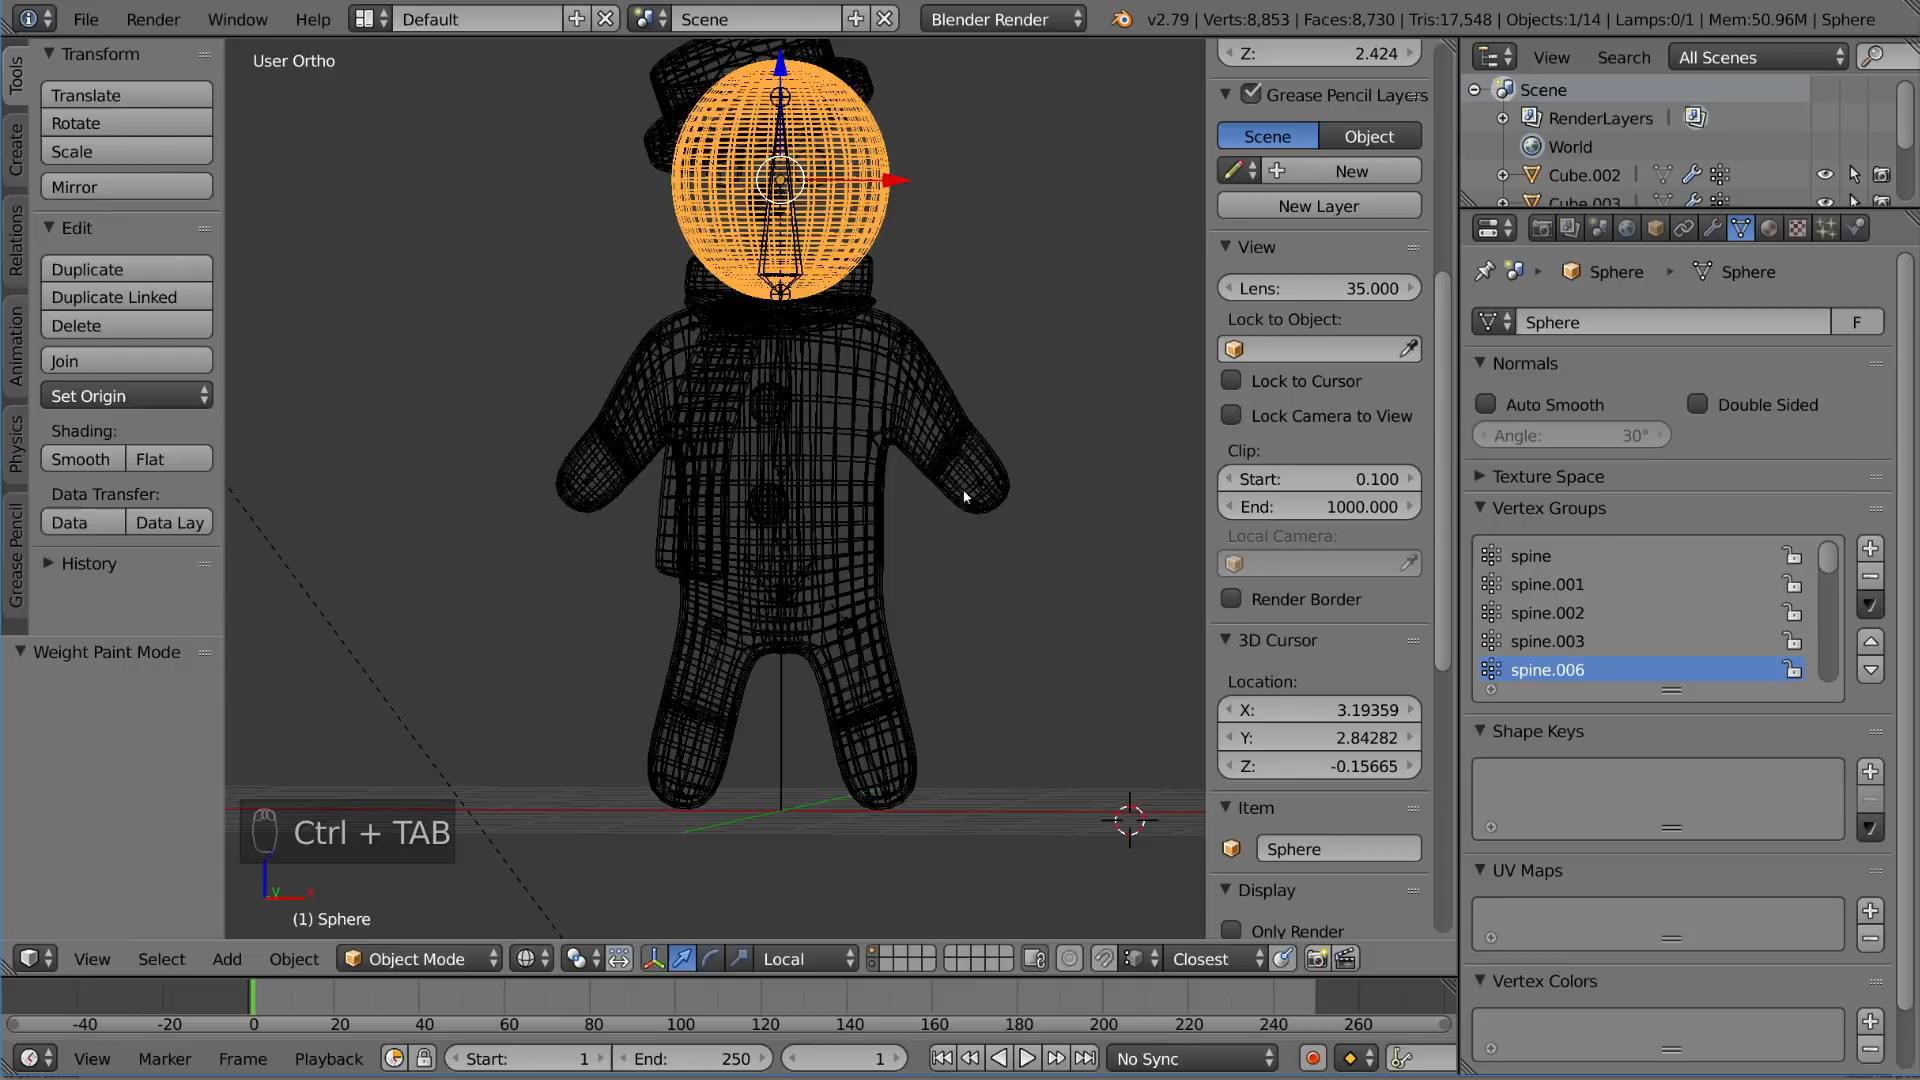 File Render Window Help Default Scene Blender Render v2.79 | Verts:8,853 | Faces:8,730 | Tris:17,548 | Objects:1/14 | Lamps:0/1 | Mem:50.96M | Sphere
Tools
Create
Relations
Animation
Physics
Grease Pencil
Transform
Translate
Rotate
Scale
Mirror
Edit
Duplicate
Duplicate Linked
Delete
Join
Set Origin
Shading:
Smooth Flat
Data Transfer:
Data Data Lay
History
Weight Paint Mode
User Ortho
Ctrl + TAB
y x
(1) Sphere
Z: 2.424
Grease Pencil Layers
Scene Object
New
New Layer
View
Lens: 35.000
Lock to Object:
Lock to Cursor
Lock Camera to View
Clip:
Start: 0.100
End: 1000.000
Local Camera:
Render Border
3D Cursor
Location:
X: 3.19359
Y: 2.84282
Z: -0.15665
Item
Sphere
Display
Only Render
View Search All Scenes
Scene
RenderLayers |
World
Cube.002
Cube.003
Sphere Sphere
Sphere F
Normals
Auto Smooth Double Sided
Angle: 30°
Texture Space
Vertex Groups
spine
spine.001
spine.002
spine.003
spine.006
Shape Keys
UV Maps
Vertex Colors
View Select Add Object Object Mode Local Closest
-40 -20 0 20 40 60 80 100 120 140 160 180 200 220 240 260
View Marker Frame Playback Start: 1 End: 250 1 No Sync